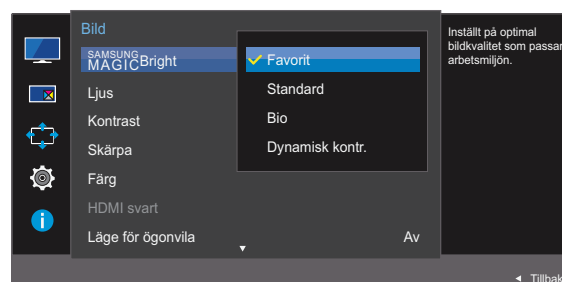 Bild
SAMSUNG
MAGICBright
Ljus
Kontrast
Skärpa
Färg
HDMI svart
Läge för ögonvila
Av
Favorit
Standard
Bio
Dynamisk kontr.
Inställt på optimal
bildkvalitet som passar
arbetsmiljön.
Tillbak